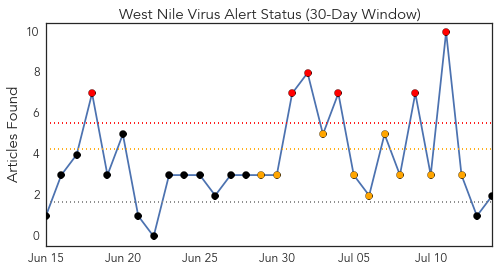 West Nile Virus Alert Status (30-Day Window)
Articles Found
10
8
6
4
2
0
Jun 15 Jun 20 Jun 25 Jun 30 Jul 05 Jul 10